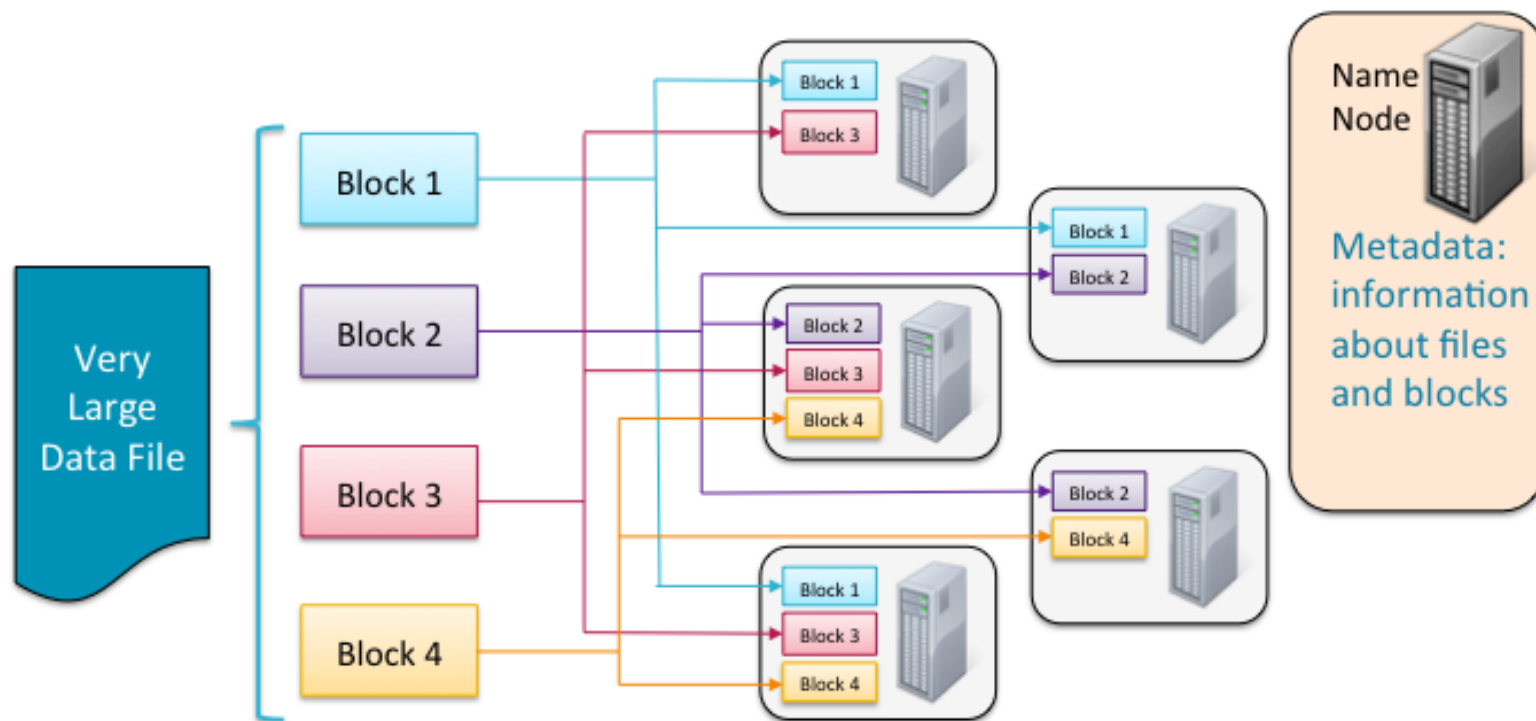 Very
Large
Data File
Block 1
Block 2
Block 3
Block 4
Block 1
Block 3
Block 1
Block 2
Block 2
Block 3
Block 4
Block 2
Block 4
Block 1
Block 3
Block 4
Name
Node
Metadata:
information
about files
and blocks